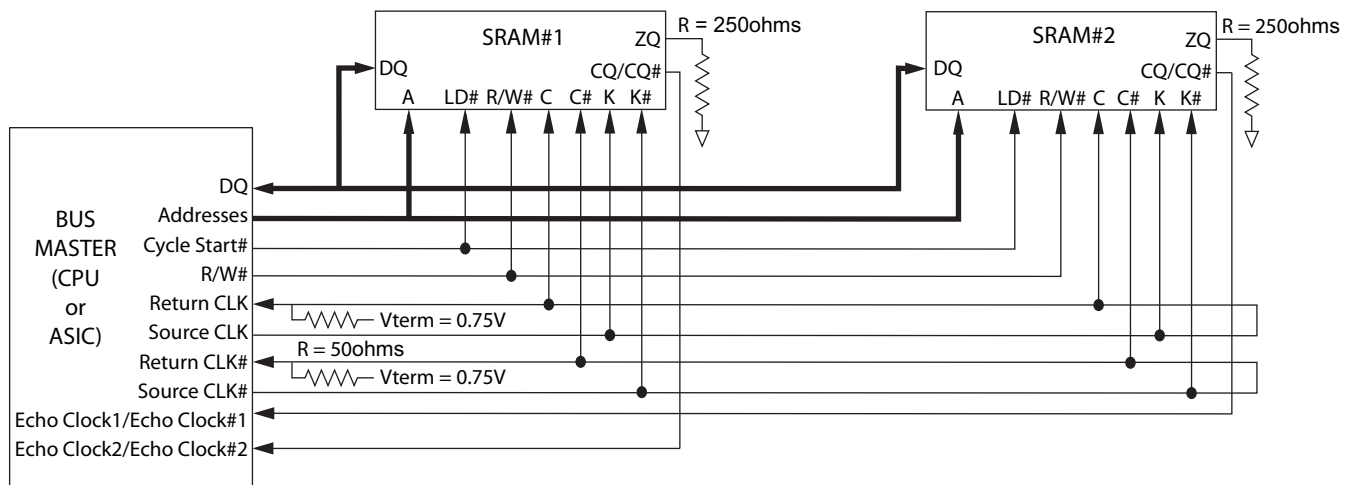 SRAM#1
ZQ
R = 250ohms
DQ
CQ/CQ#
A LD# R/W# C C# K K#
SRAM#2
ZQ
R = 250ohms
DQ
CQ/CQ#
A LD# R/W# C C# K K#
BUS
MASTER
(CPU
or
ASIC)
DQ
Addresses
Cycle Start#
R/W#
Return CLK
Vterm = 0.75V
Source CLK
R = 50ohms
Return CLK#
Vterm = 0.75V
Source CLK#
Echo Clock1/Echo Clock#1
Echo Clock2/Echo Clock#2